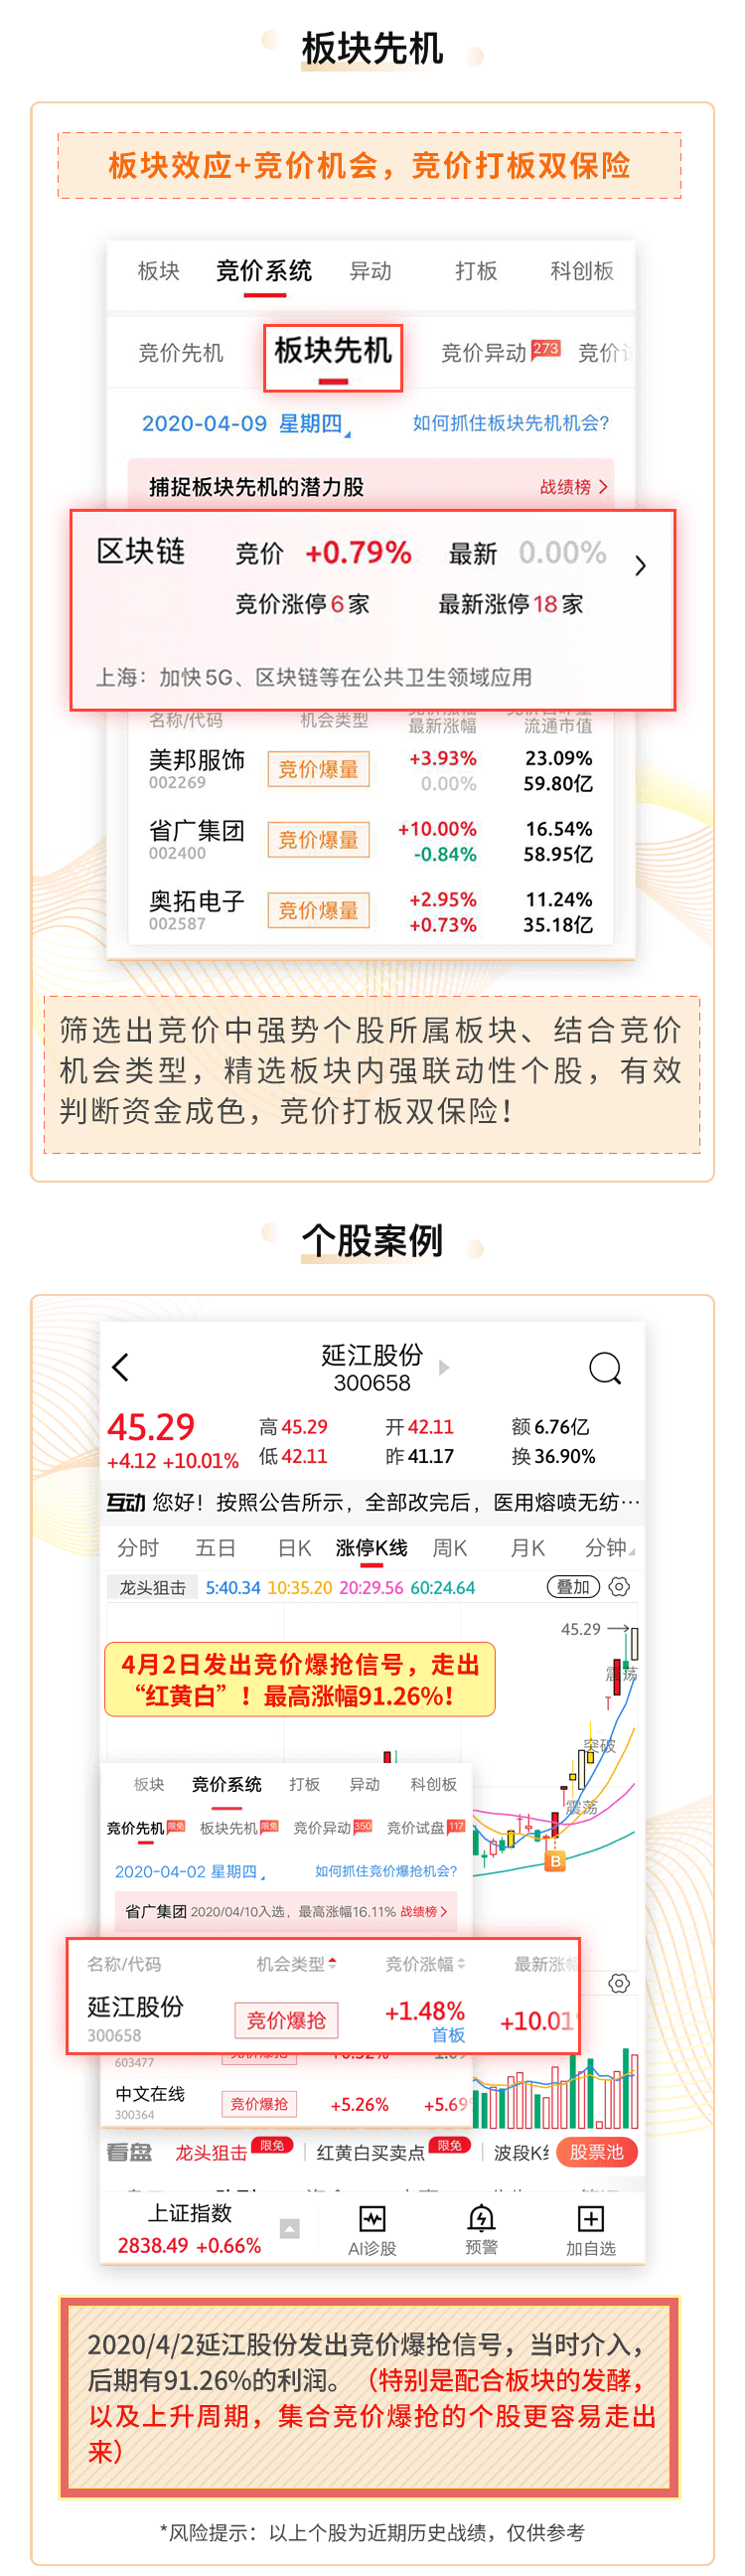 板块先机
板块效应+竞价机会，竞价打板双保险
板块 竞价系统 异动 打板 科创板
竞价先机 板块先机 竞价异动 273 竞价
2020-04-09 星期四 如何抓住板块先机机会?
捕捉板块先机的潜力股 战绩榜
区块链 竞价 +0.79% 最新 0.00%
竞价涨停6家 最新涨停18家
上海：加快5G、区块链等在公共卫生领域应用
名称/代码 机会类型 最新涨幅 流通市值
美邦服饰 竞价爆量 +3.93% 23.09%
002269 0.00% 59.80亿
省广集团 竞价爆量 +10.00% 16.54%
002400 -0.84% 58.95亿
奥拓电子 竞价爆量 +2.95% 11.24%
002587 +0.73% 35.18亿
筛选出竞价中强势个股所属板块、结合竞价
机会类型，精选板块内强联动性个股，有效
判断资金成色，竞价打板双保险！
个股案例
延江股份
300658
45.29 高45.29 开42.11 额6.76亿
+4.12 +10.01% 低42.11 昨41.17 换36.90%
互动 您好！按照公告所示，全部改完后，医用熔喷无纺…
分时 五日 日K 涨停K线 周K 月K 分钟
龙头狙击 5:40.34 10:35.20 20:29.56 60:24.64 叠加
45.29
震荡
4月2日发出竞价爆抢信号，走出
“红黄白”！最高涨幅91.26%！
突破
震荡
B
板块 竞价系统 打板 异动 科创板
竞价先机 限免 板块先机 限免 竞价异动 350 竞价试盘 117
2020-04-02 星期四 如何抓住竞价爆抢机会?
省广集团 2020/04/10入选，最高涨幅16.11% 战绩榜
名称/代码 机会类型 竞价涨幅 最新涨幅
延江股份 竞价爆抢 +1.48% +10.01
300658 首板
603477
中文在线 竞价爆抢 +5.26% +5.69
300364
看盘 龙头狙击 限免 红黄白买卖点 限免 波段K 股票池
上证指数
2838.49 +0.66% AI诊股 预警 加自选
2020/4/2延江股份发出竞价爆抢信号，当时介入，
后期有91.26%的利润。（特别是配合板块的发酵，
以及上升周期，集合竞价爆抢的个股更容易走出
来）
*风险提示：以上个股为近期历史战绩，仅供参考